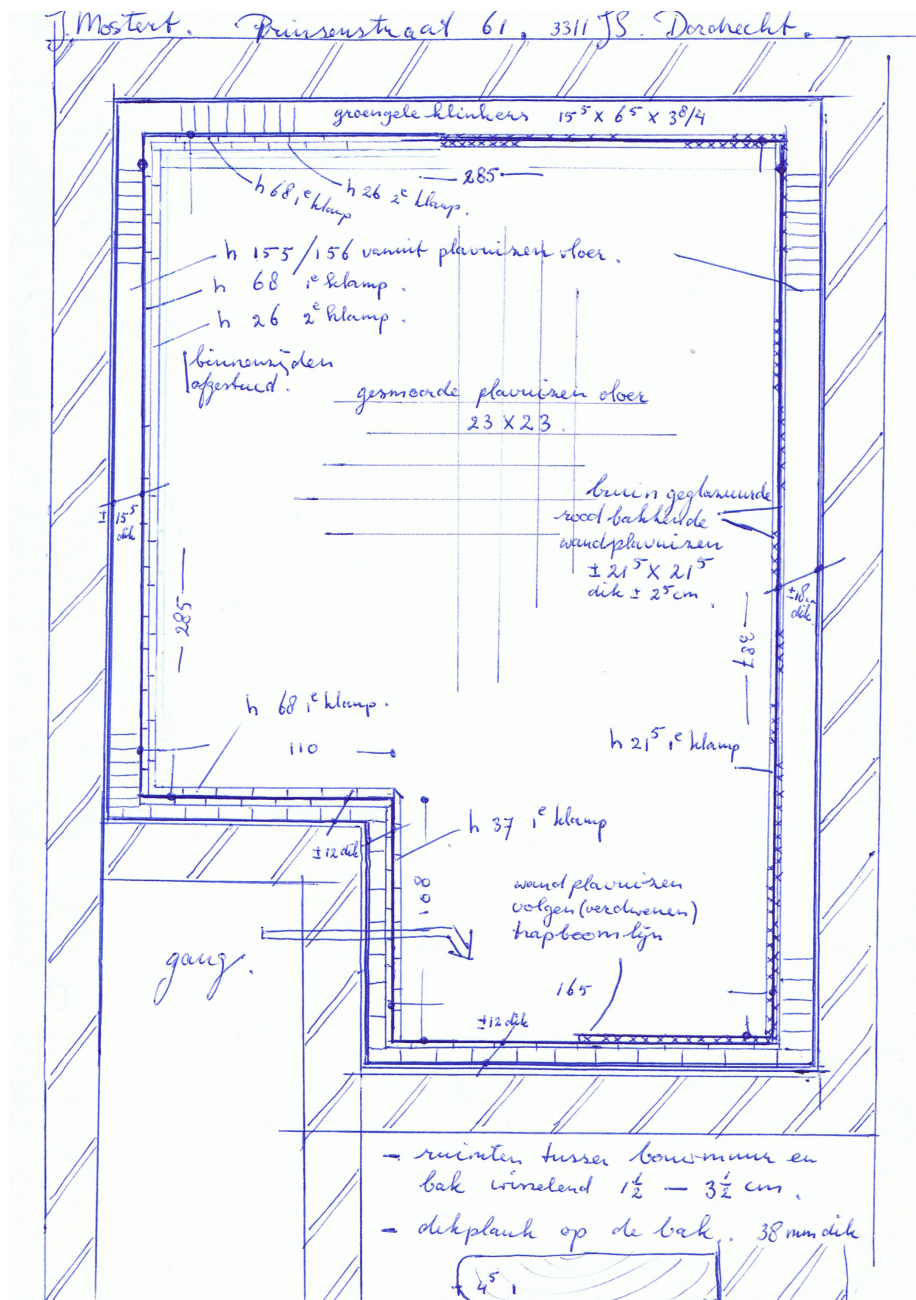 J. Mostert. Prinsenstraat 61, 3311 JS. Dordrecht.
groengele klinkers 15⁵ X 6⁵ X 3⁸/4
285
h 68 1e klamp
h 26 2e klamp.
h 155/156 vanuit plavuizen vloer.
h 68 1e klamp.
h 26 2e klamp.
binnenzijden
afgestucd.
gesmoorde plavuizen vloer
23 X 23.
bruin geglazuurde
rood bakkende
wandplavuizen
± 21⁵ X 21⁵
dik ± 2⁵ cm.
± 15⁵
dik
± 18 cm
dik.
285
387
h 68 1e klamp.
110
h 21⁵ 1e klamp
h 37 1e klamp
± 12 dik
168
wandplavuizen
volgen (verdwenen)
trapboomlijn
gang.
165
± 12 dik
- ruimten tussen bouwmuur en
bak wisselend 1½ - 3½ cm.
- dekplank op de bak. 38 mm dik
4⁵